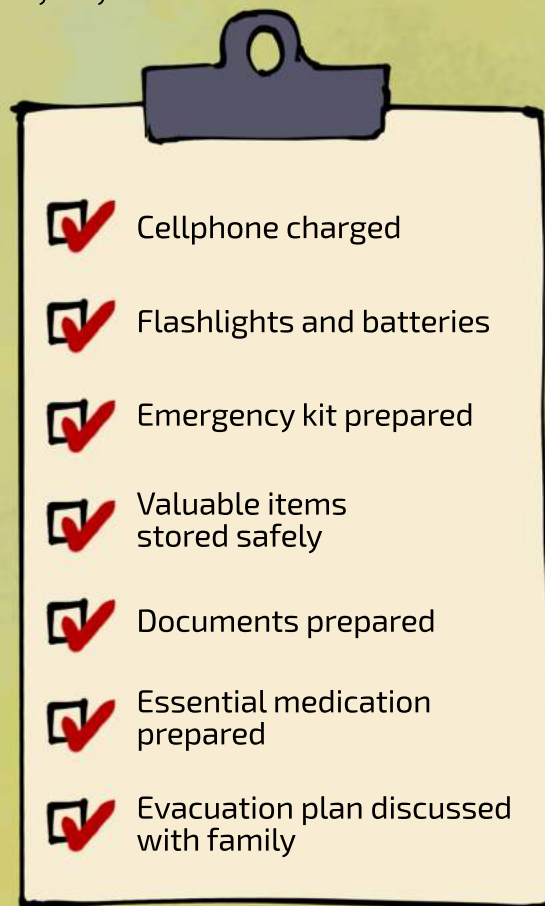 Cellphone charged
Flashlights and batteries
Emergency kit prepared
Valuable items
stored safely
Documents prepared
Essential medication
prepared
Evacuation plan discussed
with family